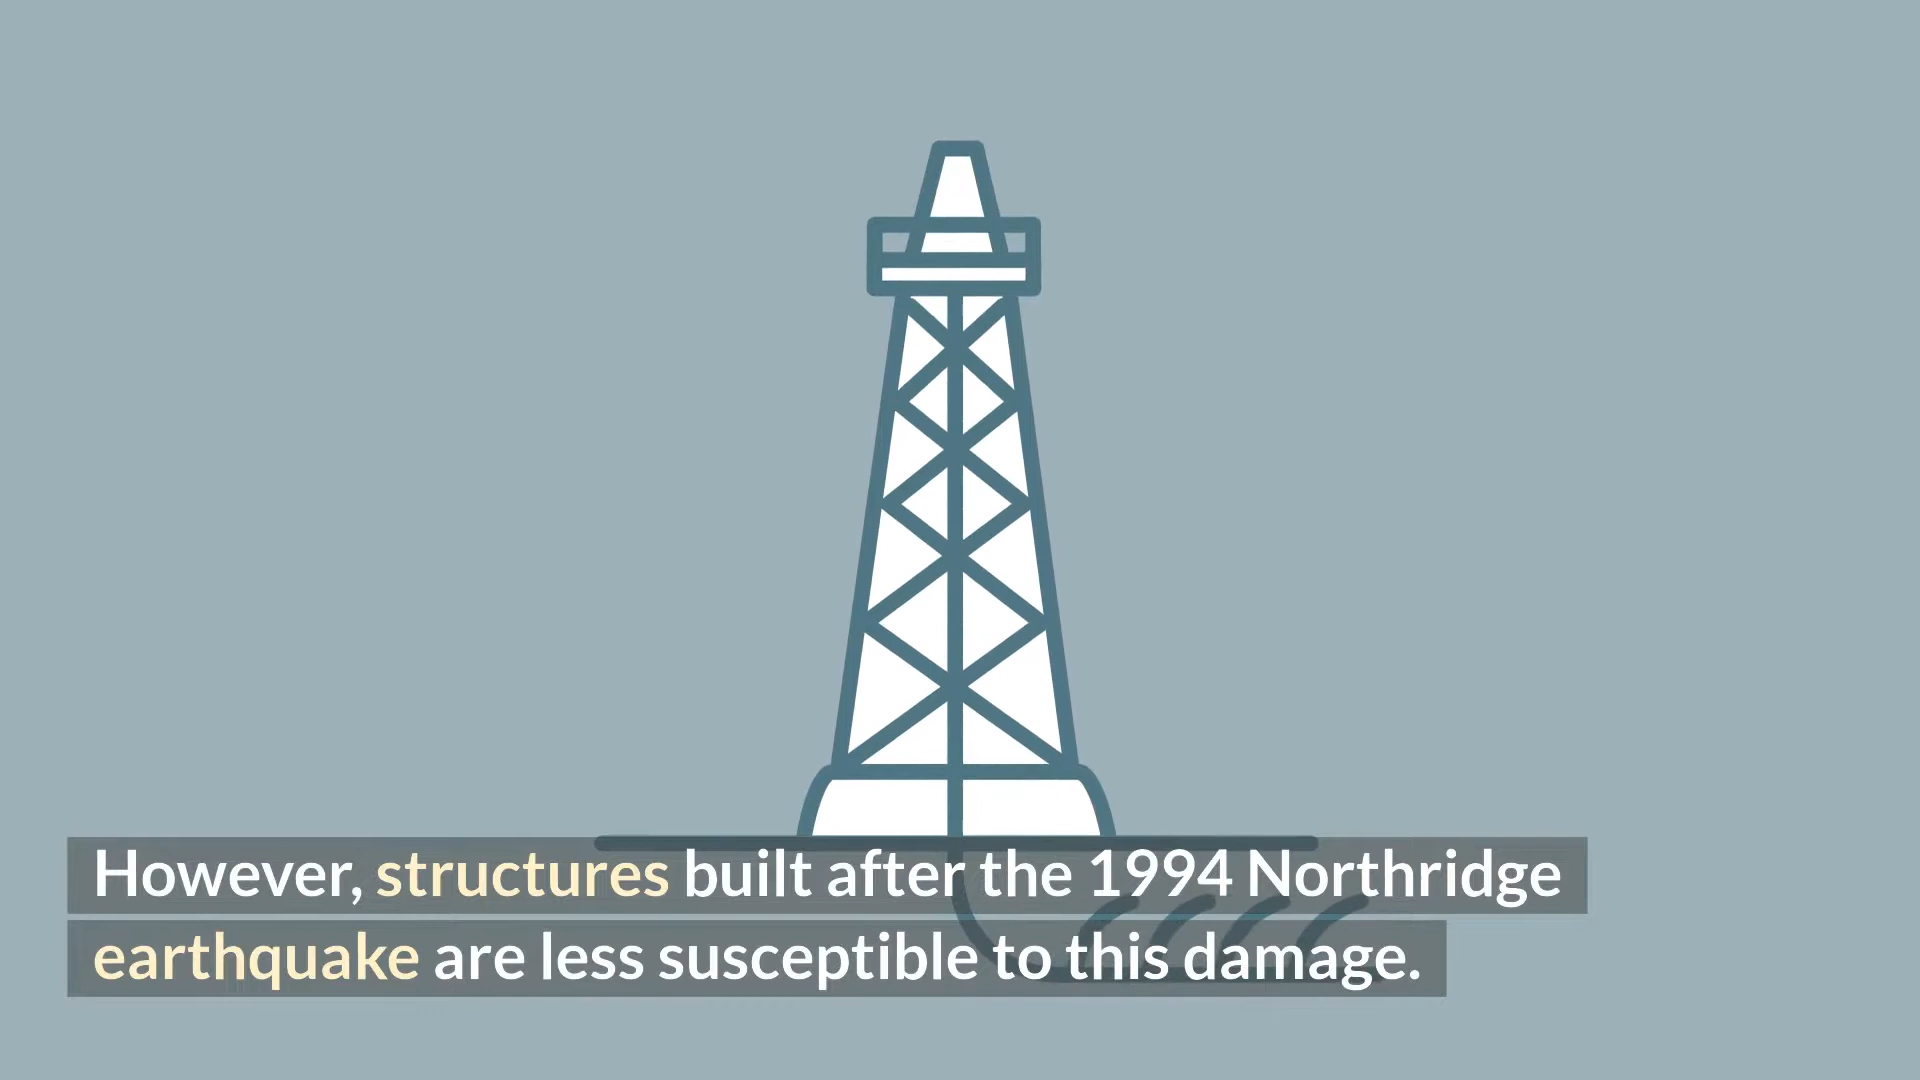 However, structures built after the 1994 Northridge
earthquake are less susceptible to this damage.